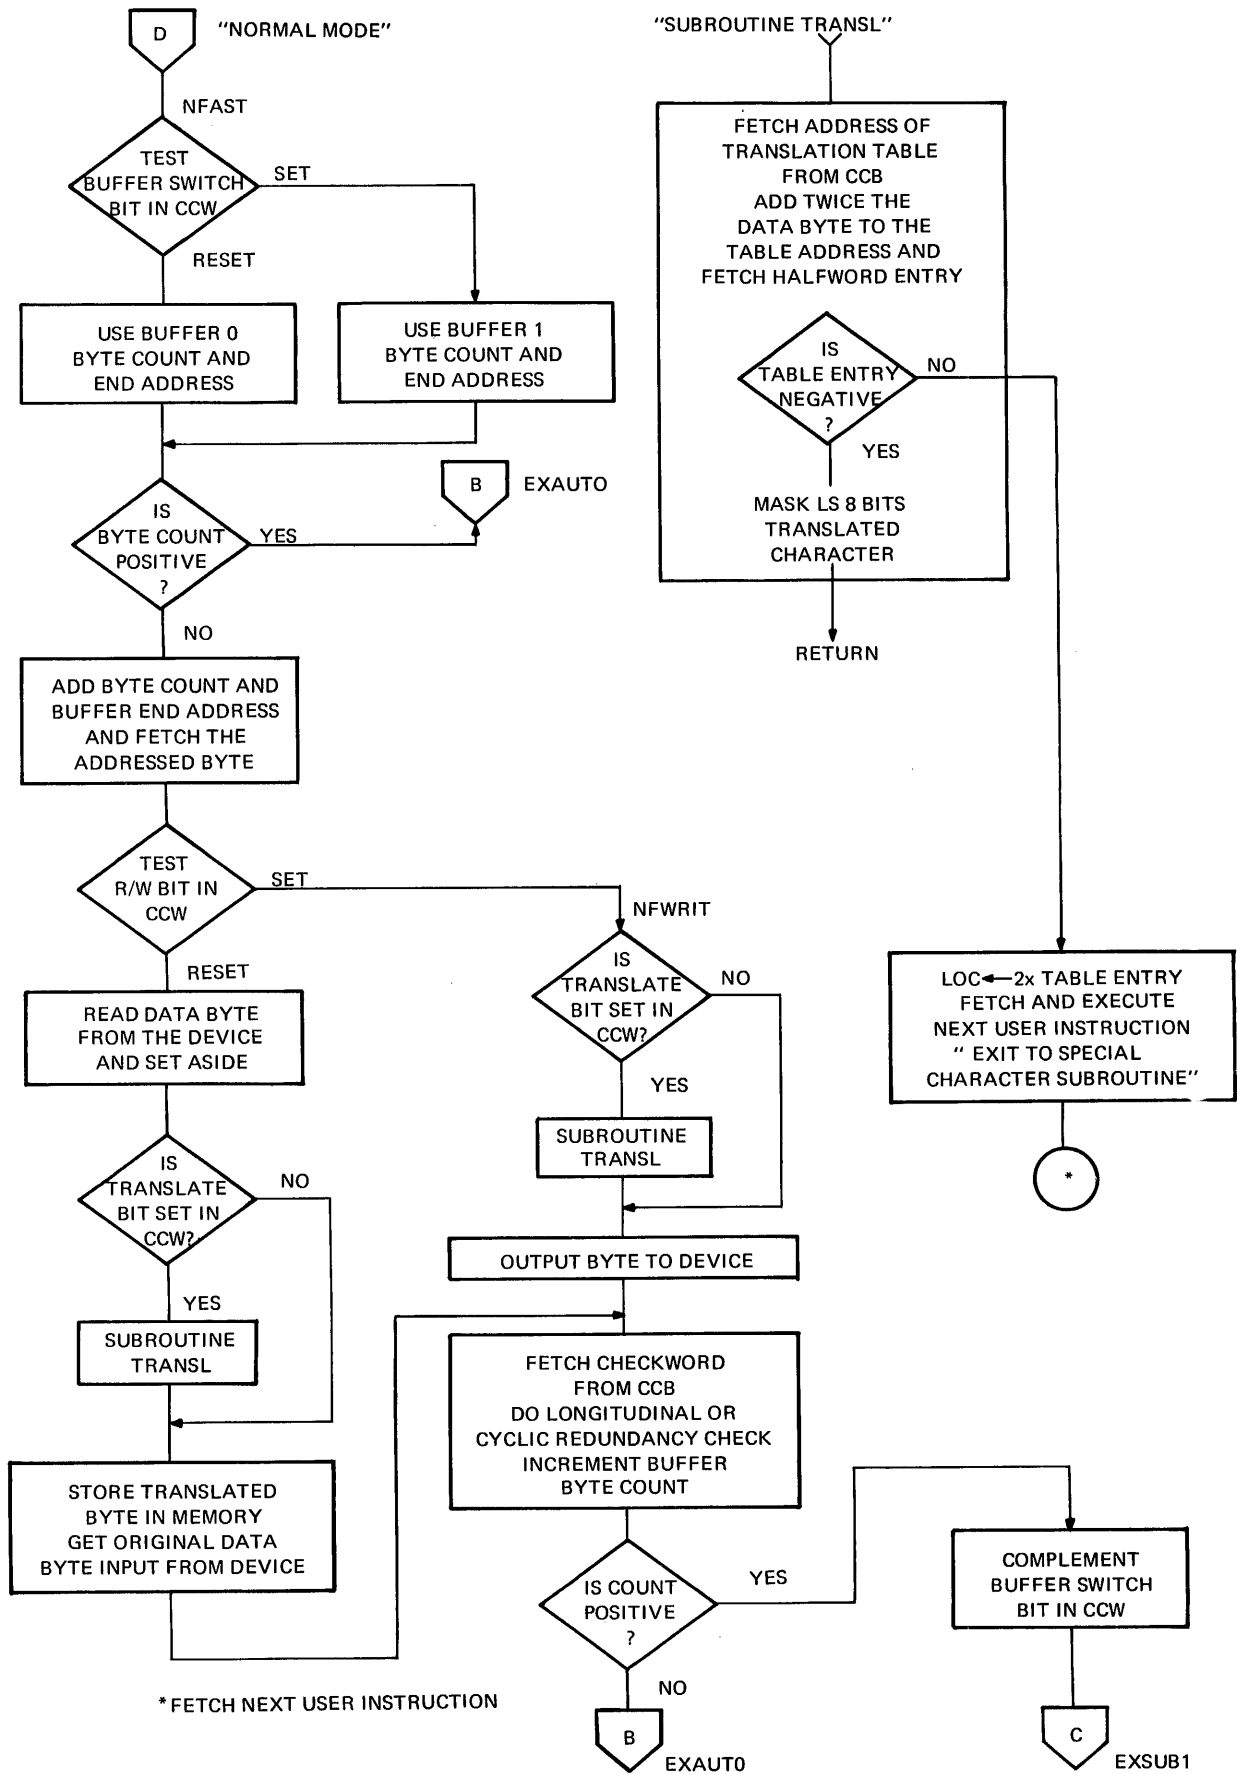 D
"NORMAL MODE"
NFAST
TEST
BUFFER SWITCH
BIT IN CCW
SET
RESET
USE BUFFER 0
BYTE COUNT AND
END ADDRESS
USE BUFFER 1
BYTE COUNT AND
END ADDRESS
B
EXAUTO
IS
BYTE COUNT
POSITIVE
?
YES
NO
ADD BYTE COUNT AND
BUFFER END ADDRESS
AND FETCH THE
ADDRESSED BYTE
TEST
R/W BIT IN
CCW
SET
RESET
READ DATA BYTE
FROM THE DEVICE
AND SET ASIDE
IS
TRANSLATE
BIT SET IN
CCW?
NO
YES
SUBROUTINE
TRANSL
STORE TRANSLATED
BYTE IN MEMORY
GET ORIGINAL DATA
BYTE INPUT FROM DEVICE
NFWRIT
IS
TRANSLATE
BIT SET IN
CCW?
NO
YES
SUBROUTINE
TRANSL
OUTPUT BYTE TO DEVICE
FETCH CHECKWORD
FROM CCB
DO LONGITUDINAL OR
CYCLIC REDUNDANCY CHECK
INCREMENT BUFFER
BYTE COUNT
IS COUNT
POSITIVE
?
YES
NO
B
EXAUT0
COMPLEMENT
BUFFER SWITCH
BIT IN CCW
C
EXSUB1
"SUBROUTINE TRANSL"
FETCH ADDRESS OF
TRANSLATION TABLE
FROM CCB
ADD TWICE THE
DATA BYTE TO THE
TABLE ADDRESS AND
FETCH HALFWORD ENTRY
IS
TABLE ENTRY
NEGATIVE
?
NO
YES
MASK LS 8 BITS
TRANSLATED
CHARACTER
RETURN
LOC←2x TABLE ENTRY
FETCH AND EXECUTE
NEXT USER INSTRUCTION
" EXIT TO SPECIAL
CHARACTER SUBROUTINE"
*
*FETCH NEXT USER INSTRUCTION